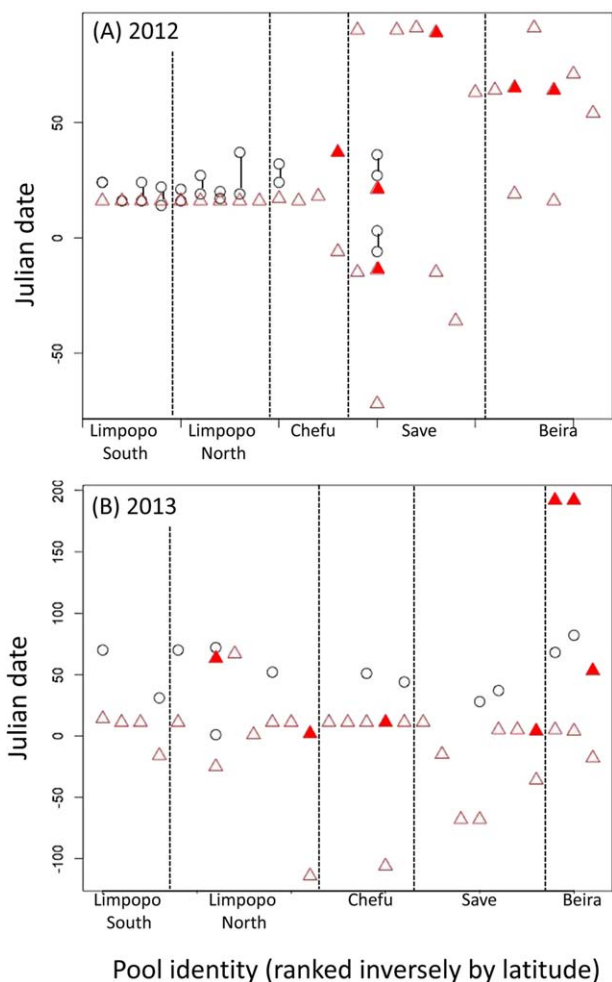 (A) 2012
Julian date
50
0
-50
Limpopo South
Limpopo North
Chefu
Save
Beira
(B) 2013
Julian date
200
150
100
50
0
-50
-100
Limpopo South
Limpopo North
Chefu
Save
Beira
Pool identity (ranked inversely by latitude)